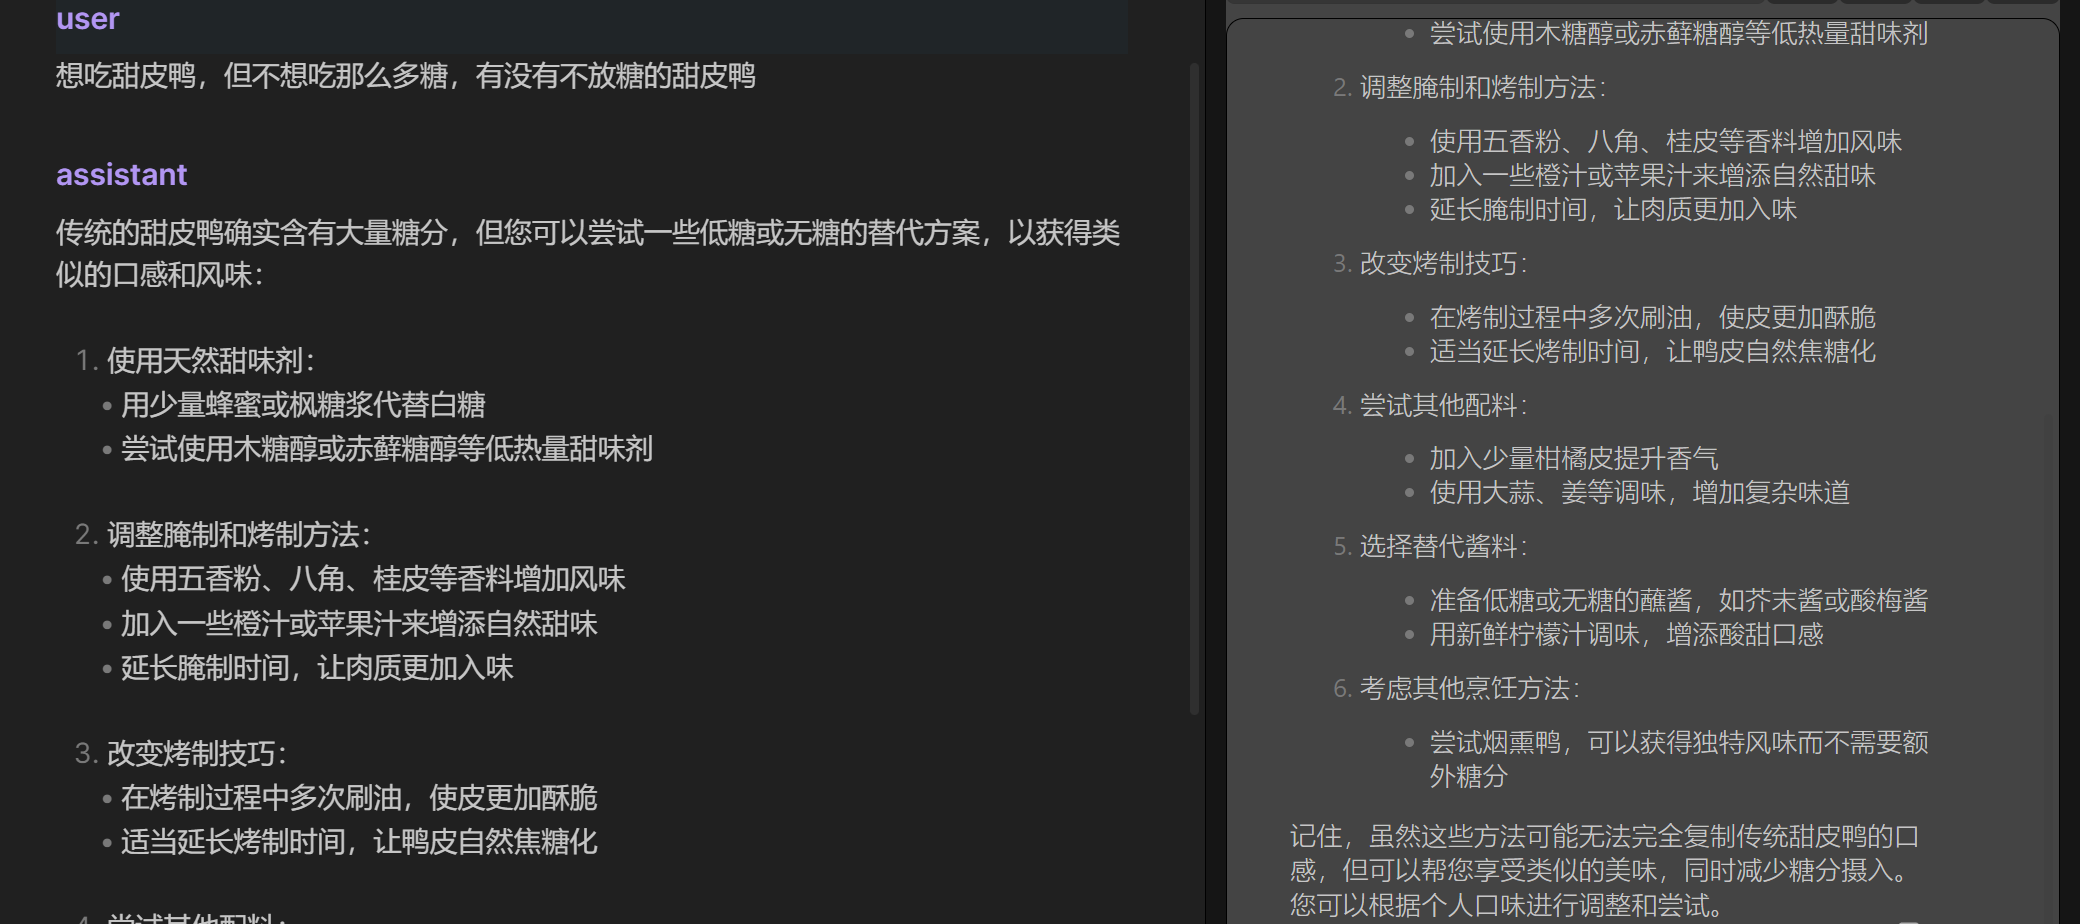 user
想吃甜皮鸭，但不想吃那么多糖，有没有不放糖的甜皮鸭
assistant
传统的甜皮鸭确实含有大量糖分，但您可以尝试一些低糖或无糖的替代方案，以获得类
似的口感和风味：
1. 使用天然甜味剂：
• 用少量蜂蜜或枫糖浆代替白糖
• 尝试使用木糖醇或赤藓糖醇等低热量甜味剂
2. 调整腌制和烤制方法：
• 使用五香粉、八角、桂皮等香料增加风味
• 加入一些橙汁或苹果汁来增添自然甜味
• 延长腌制时间，让肉质更加入味
3. 改变烤制技巧：
• 在烤制过程中多次刷油，使皮更加酥脆
• 适当延长烤制时间，让鸭皮自然焦糖化
4. 尝试其他配料：
• 尝试使用木糖醇或赤藓糖醇等低热量甜味剂
2. 调整腌制和烤制方法：
• 使用五香粉、八角、桂皮等香料增加风味
• 加入一些橙汁或苹果汁来增添自然甜味
• 延长腌制时间，让肉质更加入味
3. 改变烤制技巧：
• 在烤制过程中多次刷油，使皮更加酥脆
• 适当延长烤制时间，让鸭皮自然焦糖化
4. 尝试其他配料：
• 加入少量柑橘皮提升香气
• 使用大蒜、姜等调味，增加复杂味道
5. 选择替代酱料：
• 准备低糖或无糖的蘸酱，如芥末酱或酸梅酱
• 用新鲜柠檬汁调味，增添酸甜口感
6. 考虑其他烹饪方法：
• 尝试烟熏鸭，可以获得独特风味而不需要额
外糖分
记住，虽然这些方法可能无法完全复制传统甜皮鸭的口
感，但可以帮您享受类似的美味，同时减少糖分摄入。
您可以根据个人口味进行调整和尝试。